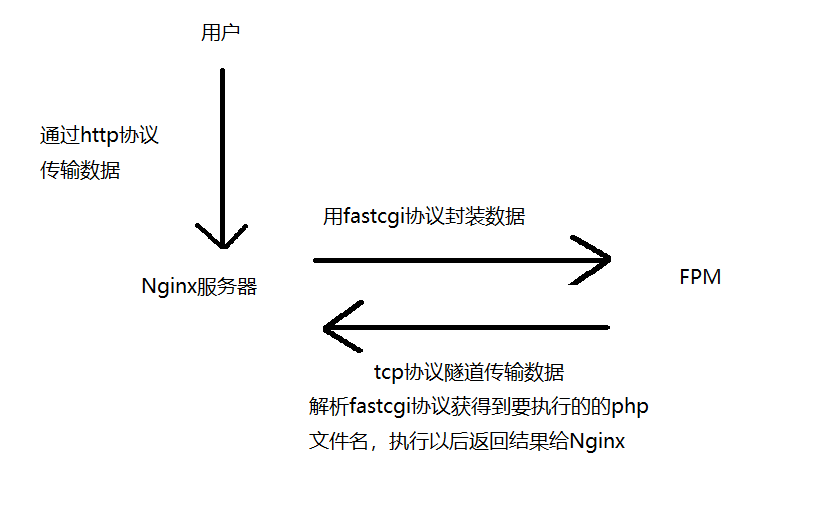 用户
通过http协议
传输数据
用fastcgi协议封装数据
Nginx服务器
FPM
tcp协议隧道传输数据
解析fastcgi协议获得到要执行的的php
文件名，执行以后返回结果给Nginx